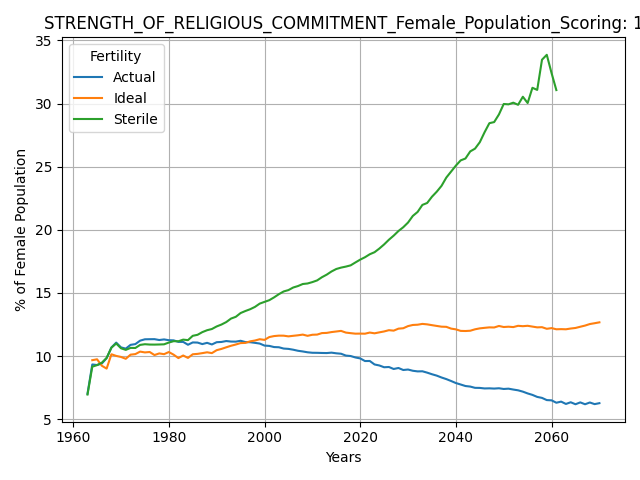 STRENGTH_OF_RELIGIOUS_COMMITMENT_Female_Population_Scoring: 1
Fertility
Actual
Ideal
Sterile
% of Female Population
35
30
25
20
15
10
5
1960 1980 2000 2020 2040 2060
Years